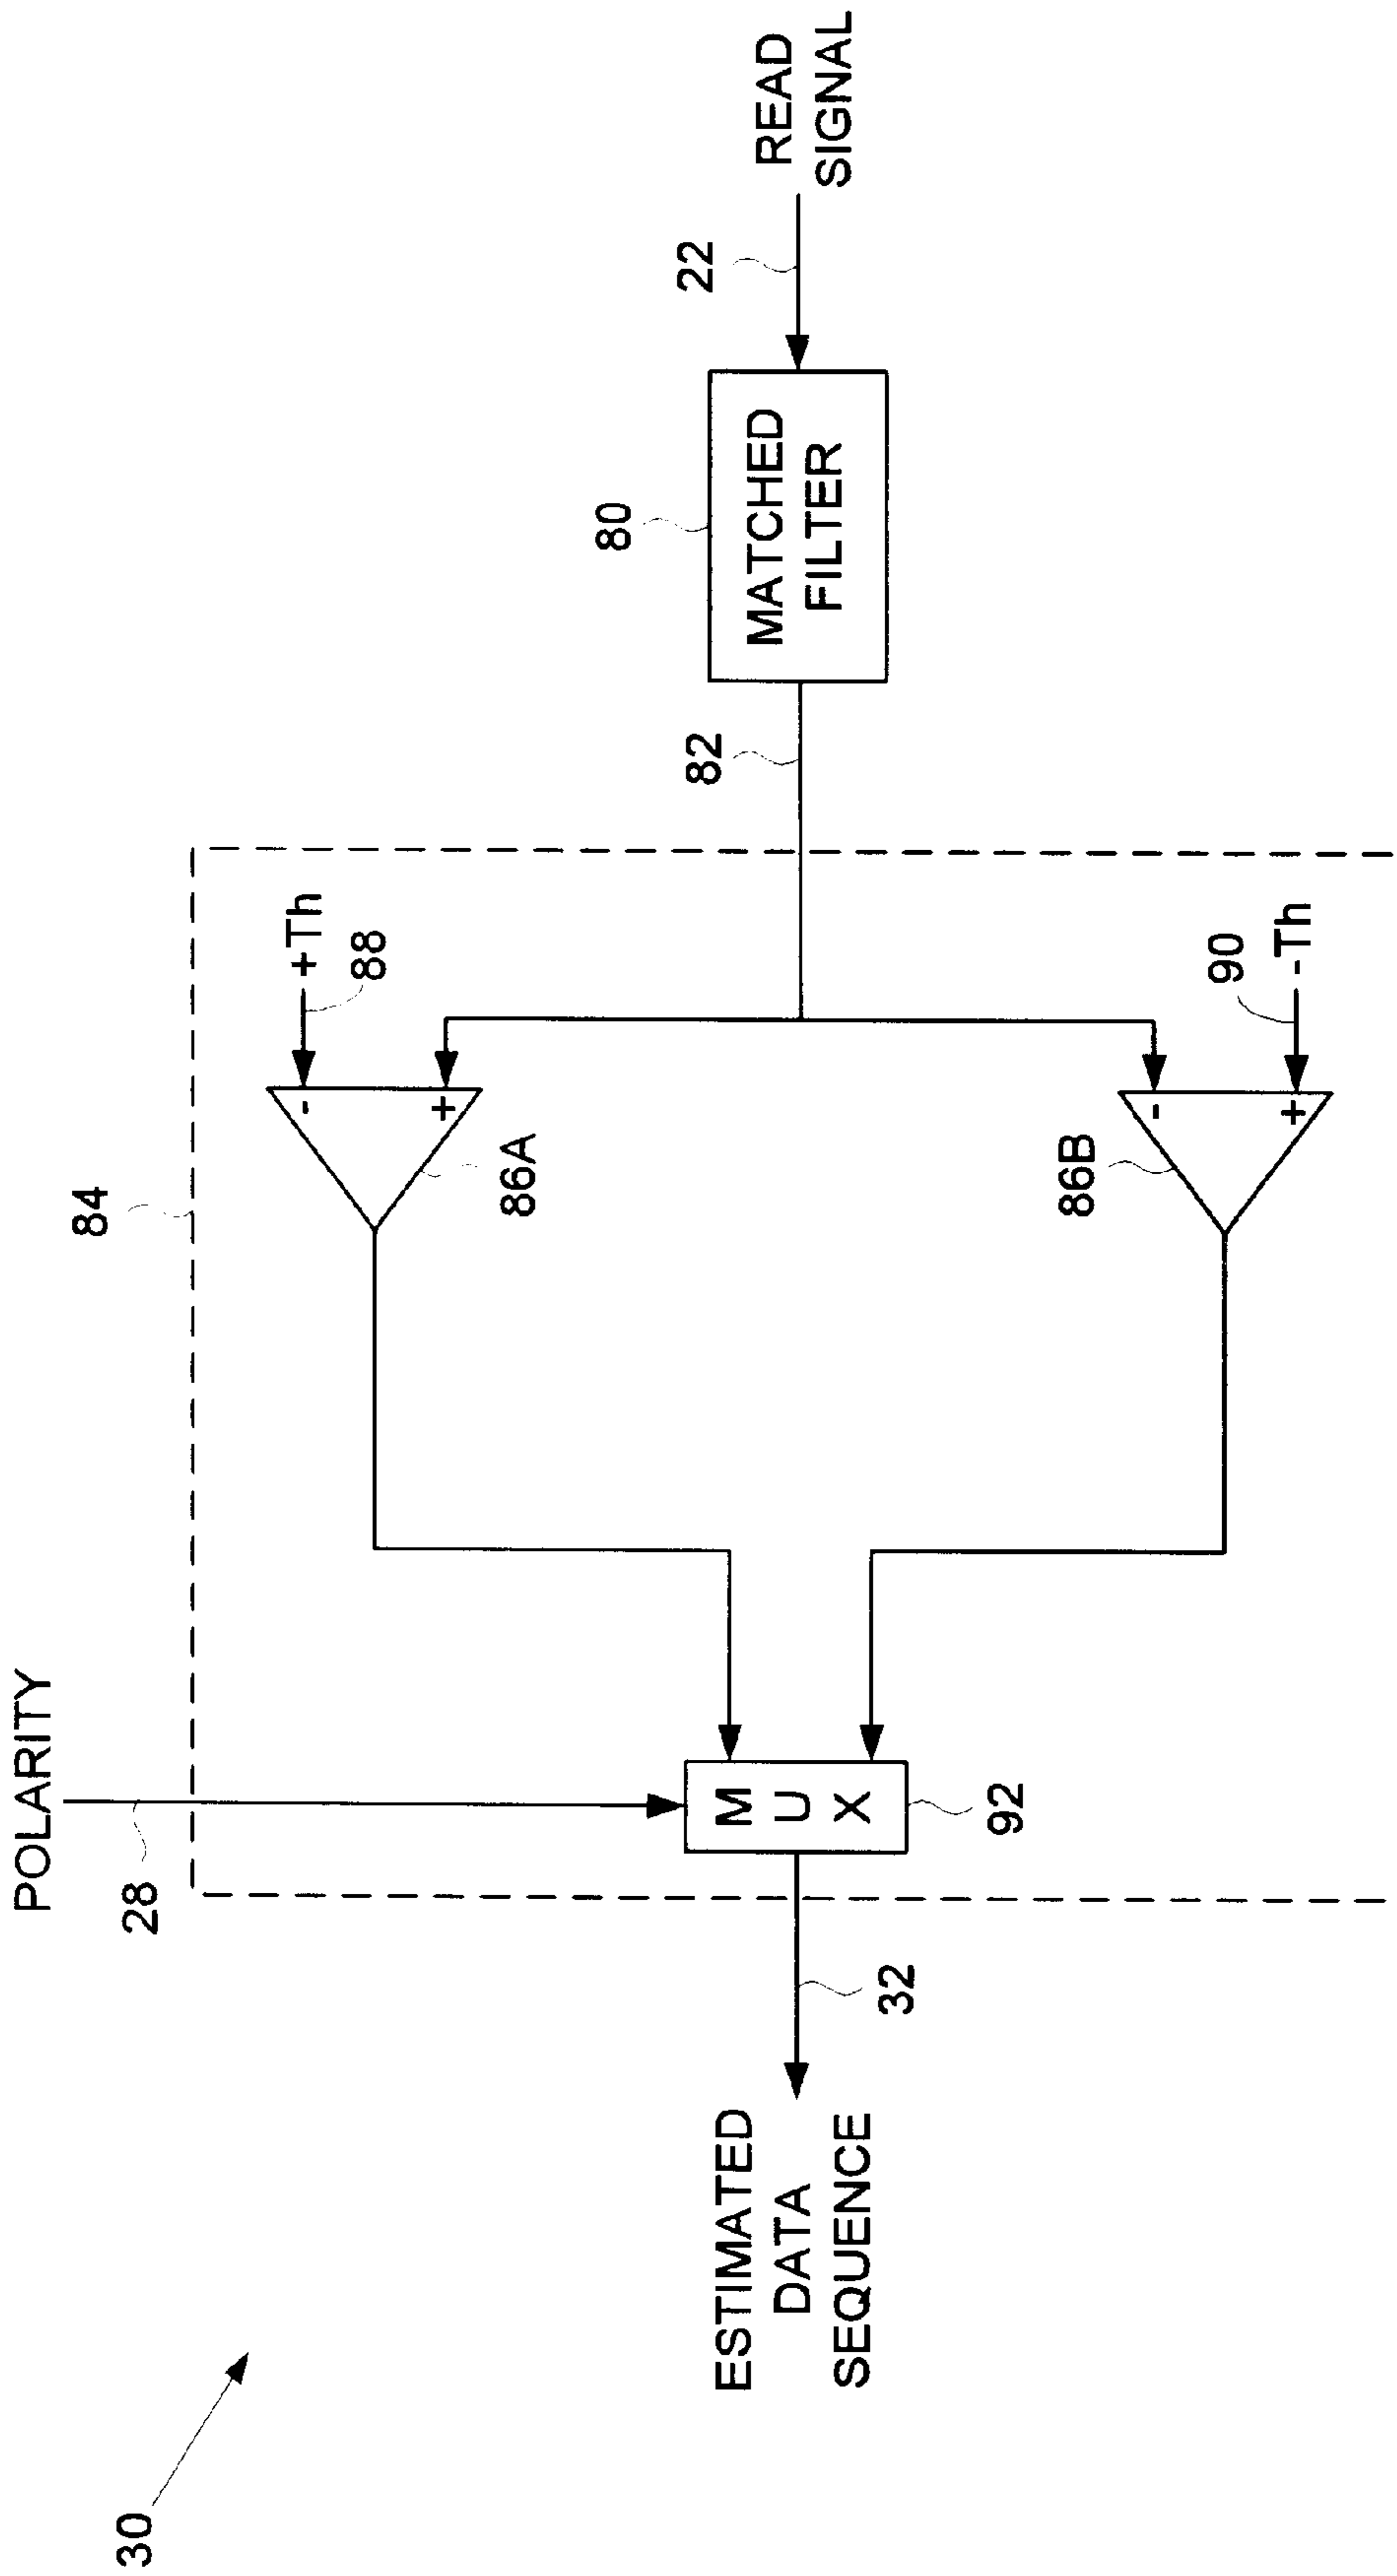 30
POLARITY
28
84
ESTIMATED
DATA
SEQUENCE
32
M
U
X
92
86A
-
+
+Th
88
86B
-
+
-Th
90
82
80
MATCHED
FILTER
22
READ
SIGNAL